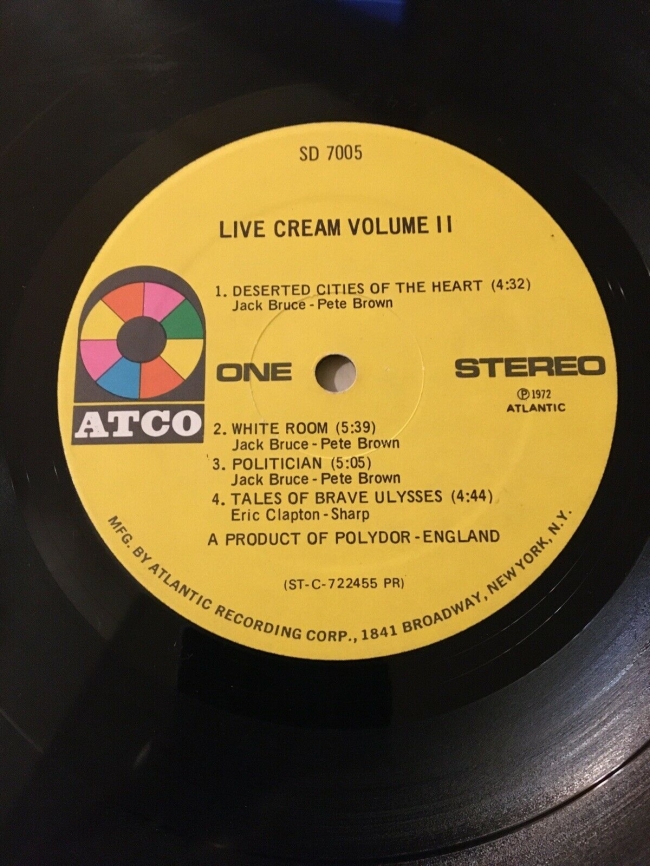 SD 7005
LIVE CREAM VOLUME II
1. DESERTED CITIES OF THE HEART (4:32)
Jack Bruce - Pete Brown
ONE
STEREO
Ⓟ 1972
ATLANTIC
ATCO
2. WHITE ROOM (5:39)
Jack Bruce - Pete Brown
3. POLITICIAN (5:05)
Jack Bruce - Pete Brown
4. TALES OF BRAVE ULYSSES (4:44)
Eric Clapton - Sharp
A PRODUCT OF POLYDOR - ENGLAND
(ST-C-722455 PR)
MFG. BY ATLANTIC RECORDING CORP., 1841 BROADWAY, NEW YORK, N.Y.